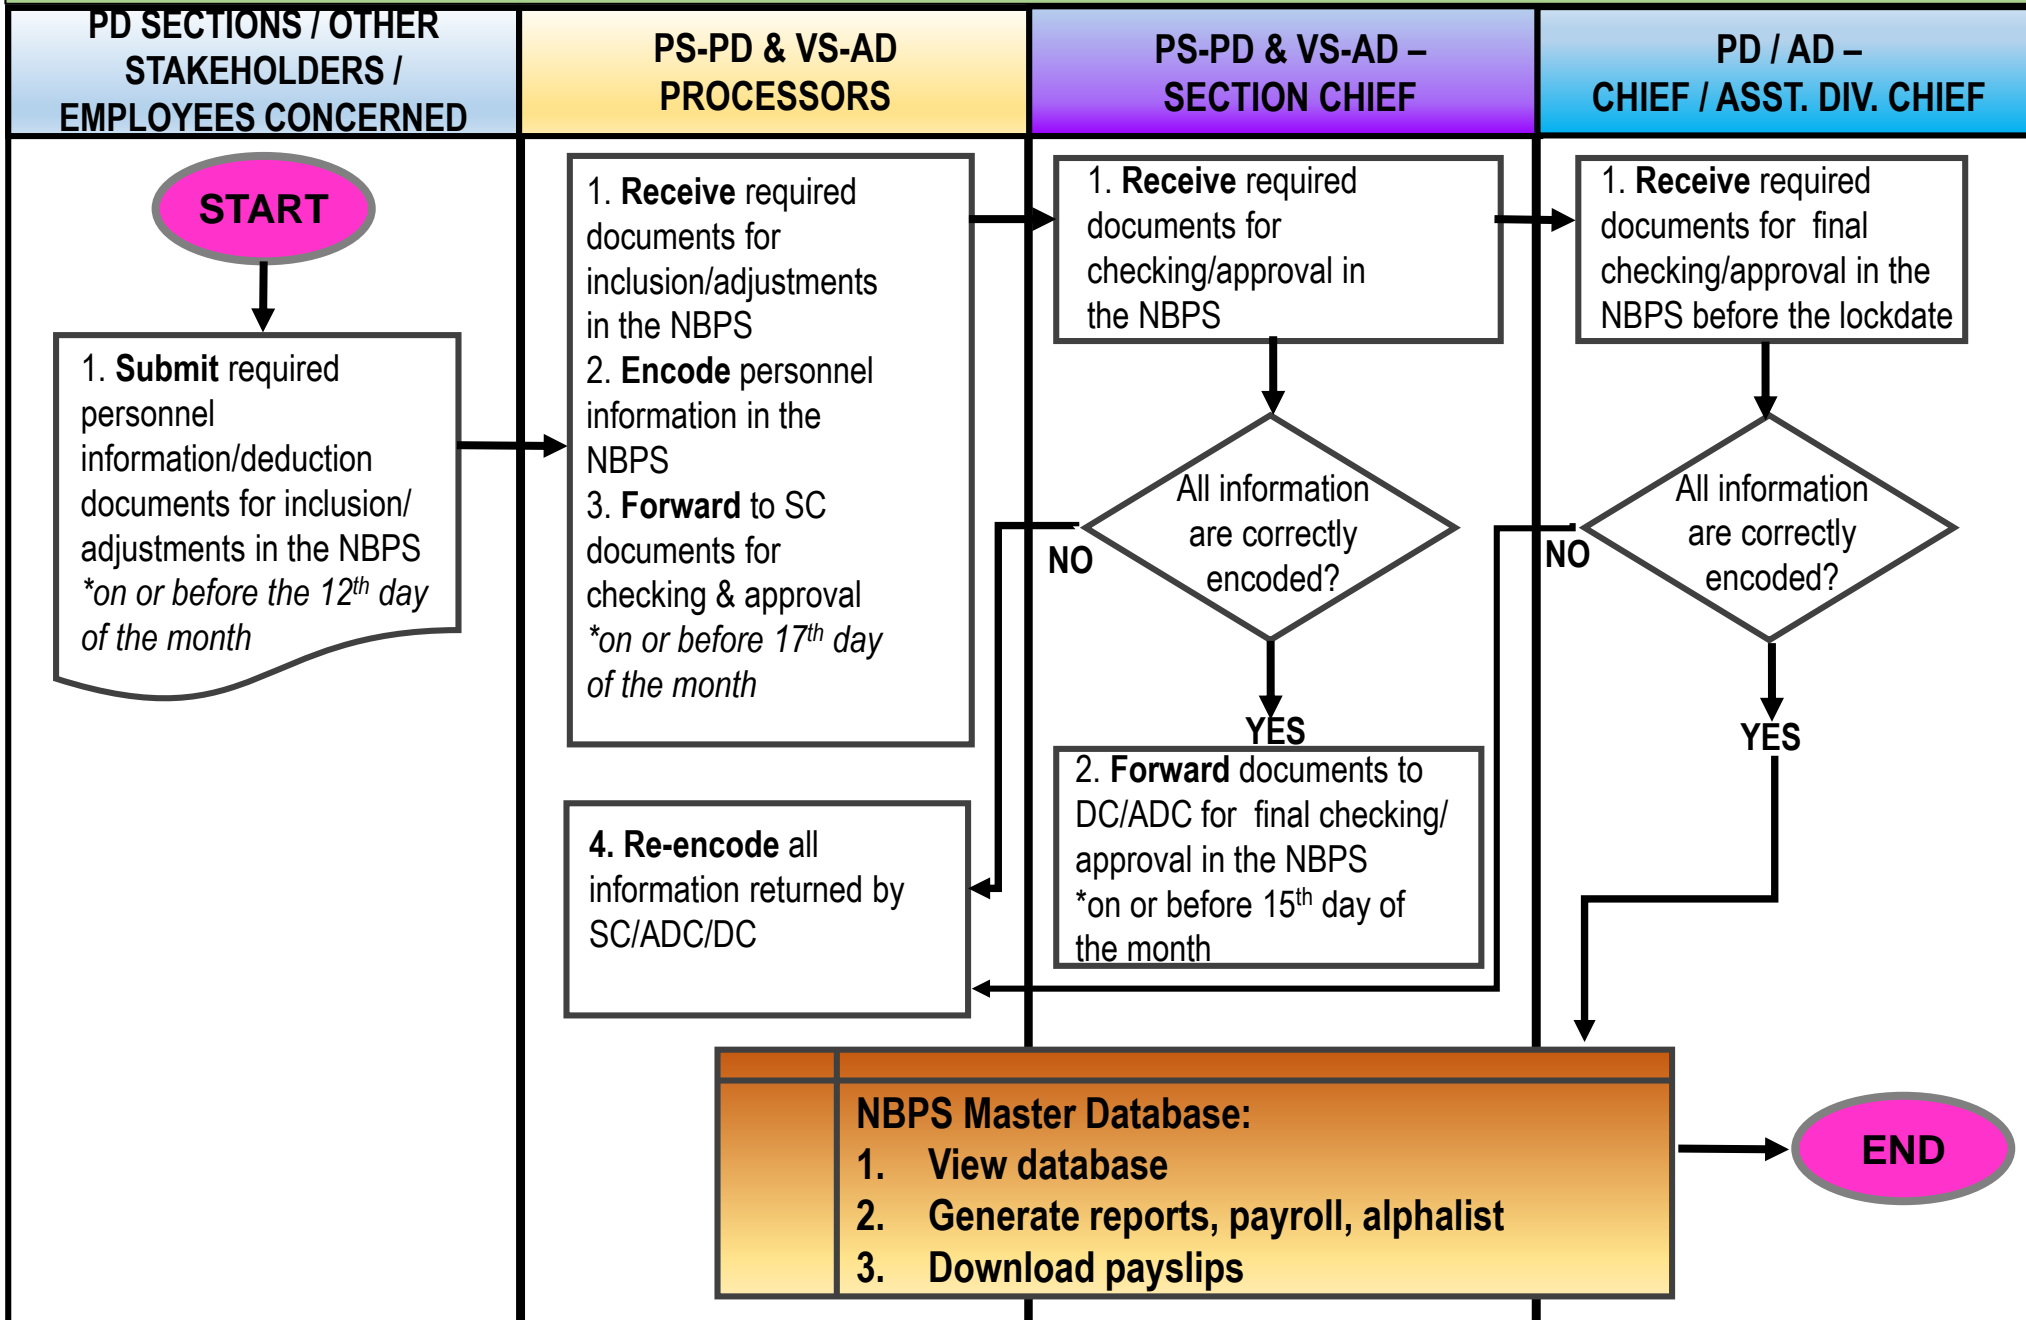 PD SECTIONS / OTHER
STAKEHOLDERS /
EMPLOYEES CONCERNED
PS-PD & VS-AD
PROCESSORS
PS-PD & VS-AD –
SECTION CHIEF
PD / AD –
CHIEF / ASST. DIV. CHIEF
START
1. Submit required
personnel
information/deduction
documents for inclusion/
adjustments in the NBPS
*on or before the 12th day
of the month
1. Receive required
documents for
inclusion/adjustments
in the NBPS
2. Encode personnel
information in the
NBPS
3. Forward to SC
documents for
checking & approval
*on or before 17th day
of the month
4. Re-encode all
information returned by
SC/ADC/DC
1. Receive required
documents for
checking/approval in
the NBPS
All information
are correctly
encoded?
NO
YES
2. Forward documents to
DC/ADC for final checking/
approval in the NBPS
*on or before 15th day of
the month
1. Receive required
documents for final
checking/approval in the
NBPS before the lockdate
All information
are correctly
encoded?
NO
YES
NBPS Master Database:
1. View database
2. Generate reports, payroll, alphalist
3. Download payslips
END